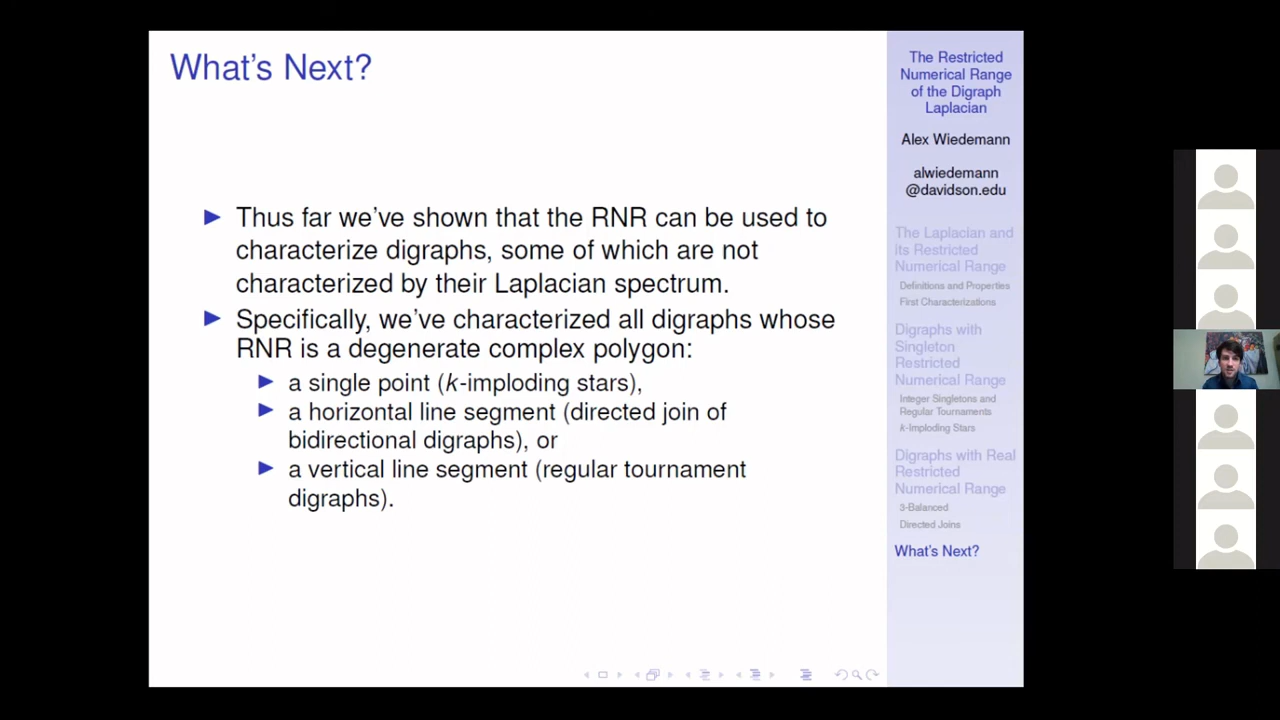 What's Next?
▶ Thus far we've shown that the RNR can be used to
characterize digraphs, some of which are not
characterized by their Laplacian spectrum.
▶ Specifically, we've characterized all digraphs whose
RNR is a degenerate complex polygon:
▶ a single point (k-imploding stars),
▶ a horizontal line segment (directed join of
bidirectional digraphs), or
▶ a vertical line segment (regular tournament
digraphs).
The Restricted
Numerical Range
of the Digraph
Laplacian
Alex Wiedemann
alwiedemann
@davidson.edu
The Laplacian and
its Restricted
Numerical Range
Definitions and Properties
First Characterizations
Digraphs with
Singleton
Restricted
Numerical Range
Integer Singletons and
Regular Tournaments
k-Imploding Stars
Digraphs with Real
Restricted
Numerical Range
3-Balanced
Directed Joins
What's Next?